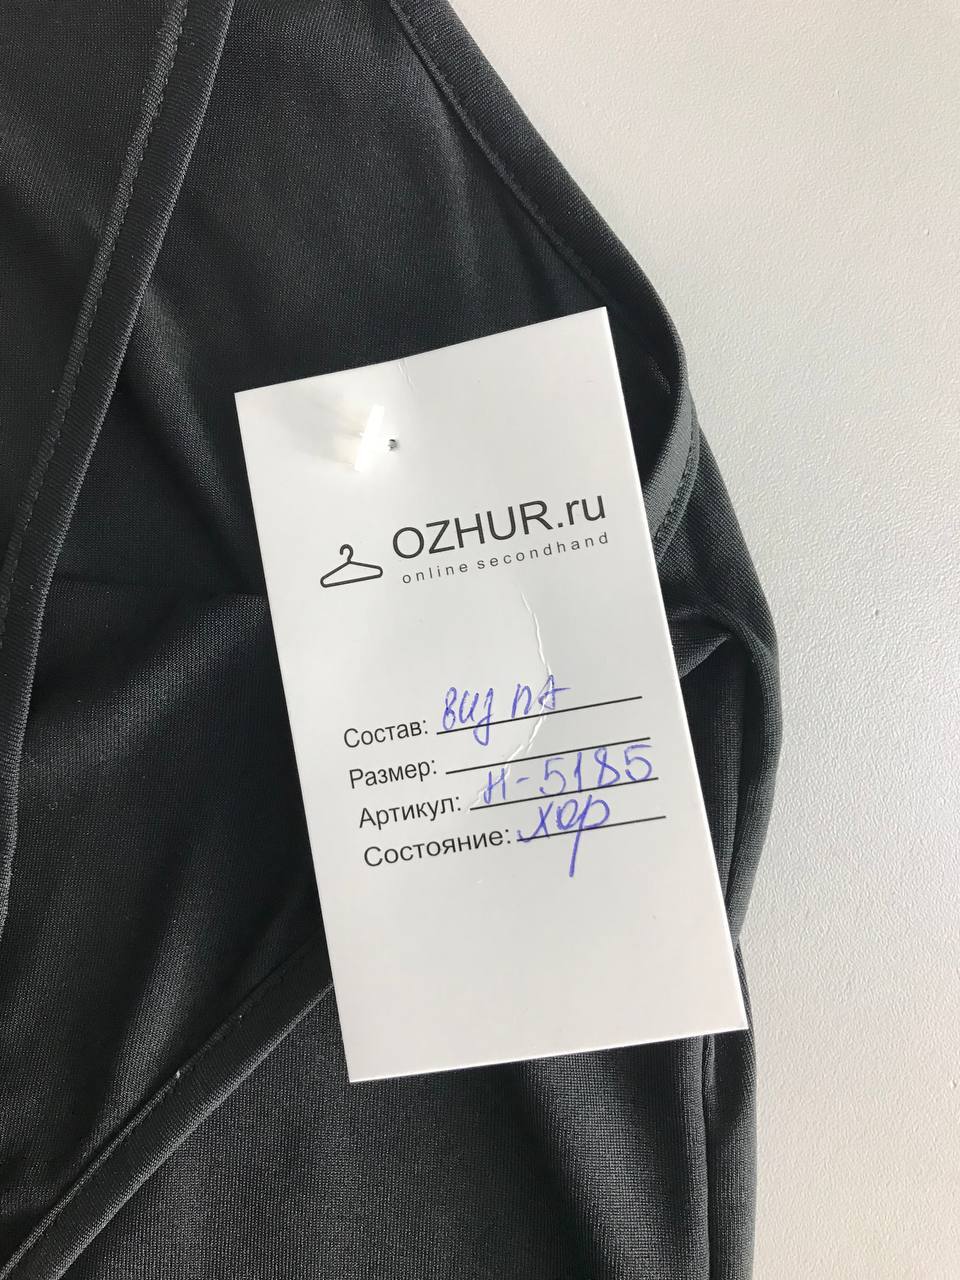 OZHUR.ru
online secondhand
Состав: виз ПА
Размер:
Артикул: Н-5185
Состояние: хор